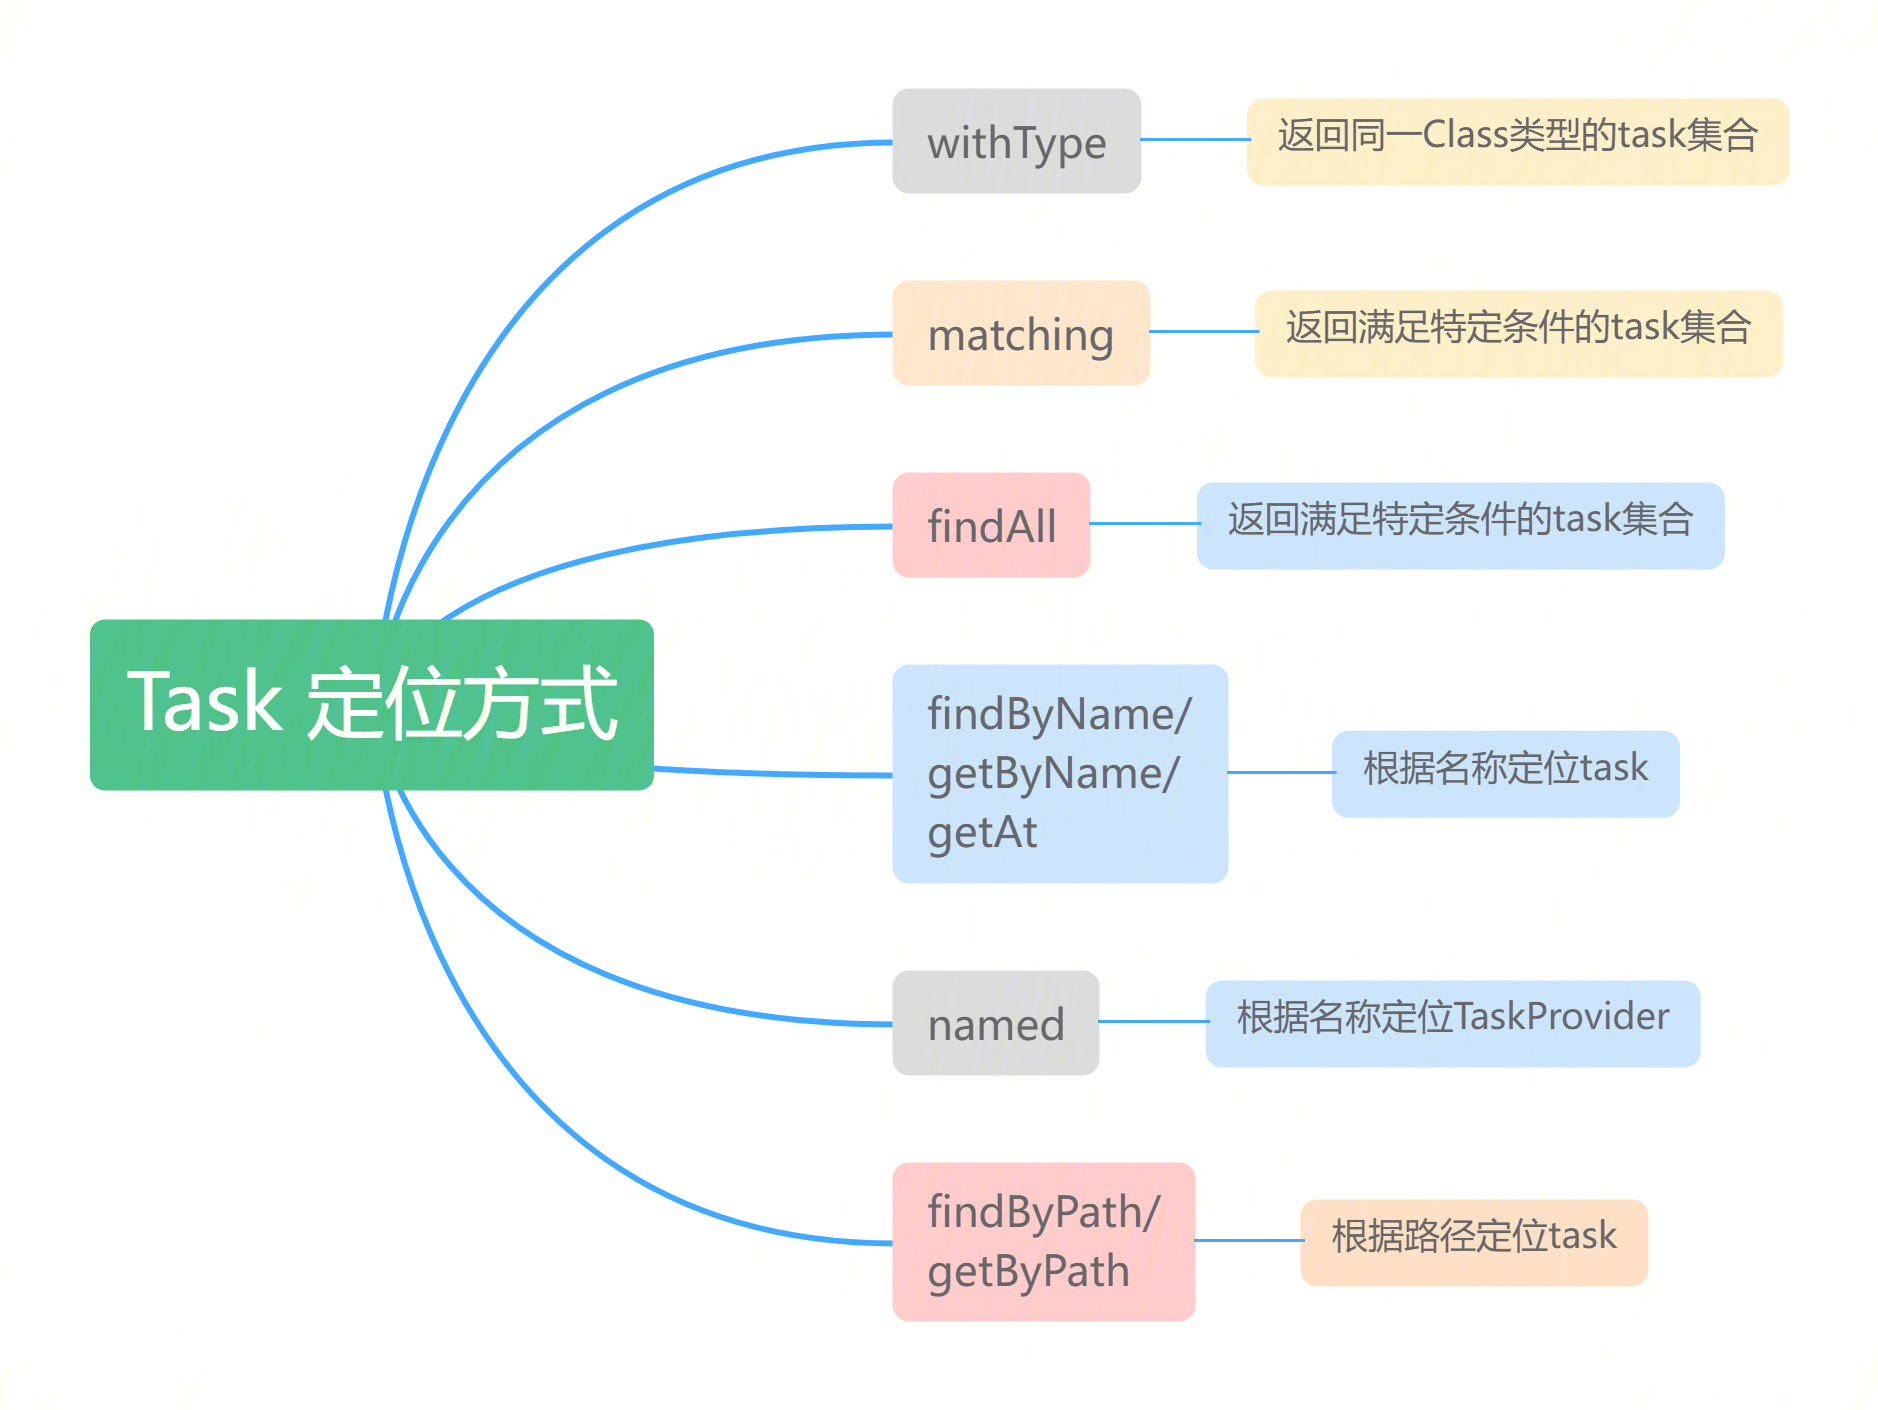 withType
返回同一Class类型的task集合
matching
返回满足特定条件的task集合
findAll
返回满足特定条件的task集合
Task 定位方式
findByName/
getByName/
getAt
根据名称定位task
named
根据名称定位TaskProvider
findByPath/
getByPath
根据路径定位task